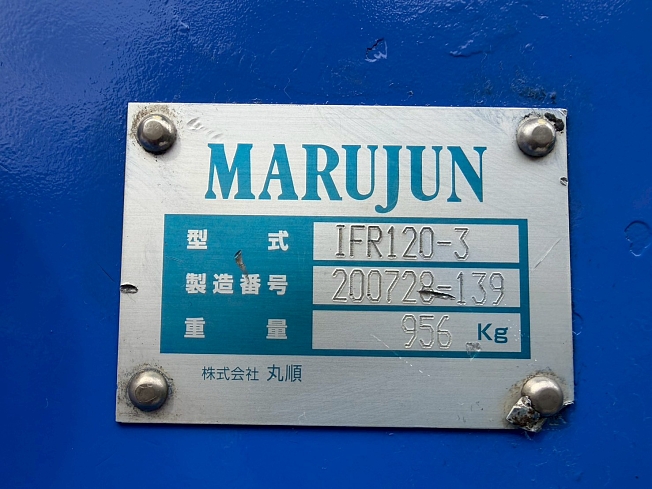 MARUJUN
型式 IFR120-3
製造番号 200728-139
重量 956 Kg
株式会社 丸順